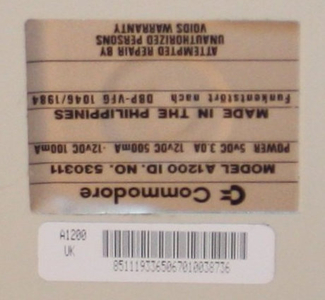 Commodore
MODEL A1200 ID. NO. 530311
POWER 5VDC 3.0A 12VDC 500mA -12VDC 100mA
MADE IN THE PHILIPPINES
Funkentstört nach DBP-VFG 1046/1984
ATTEMPTED REPAIR BY
UNAUTHORIZED PERSONS
VOIDS WARRANTY
A1200
UK
8511193365067010038736